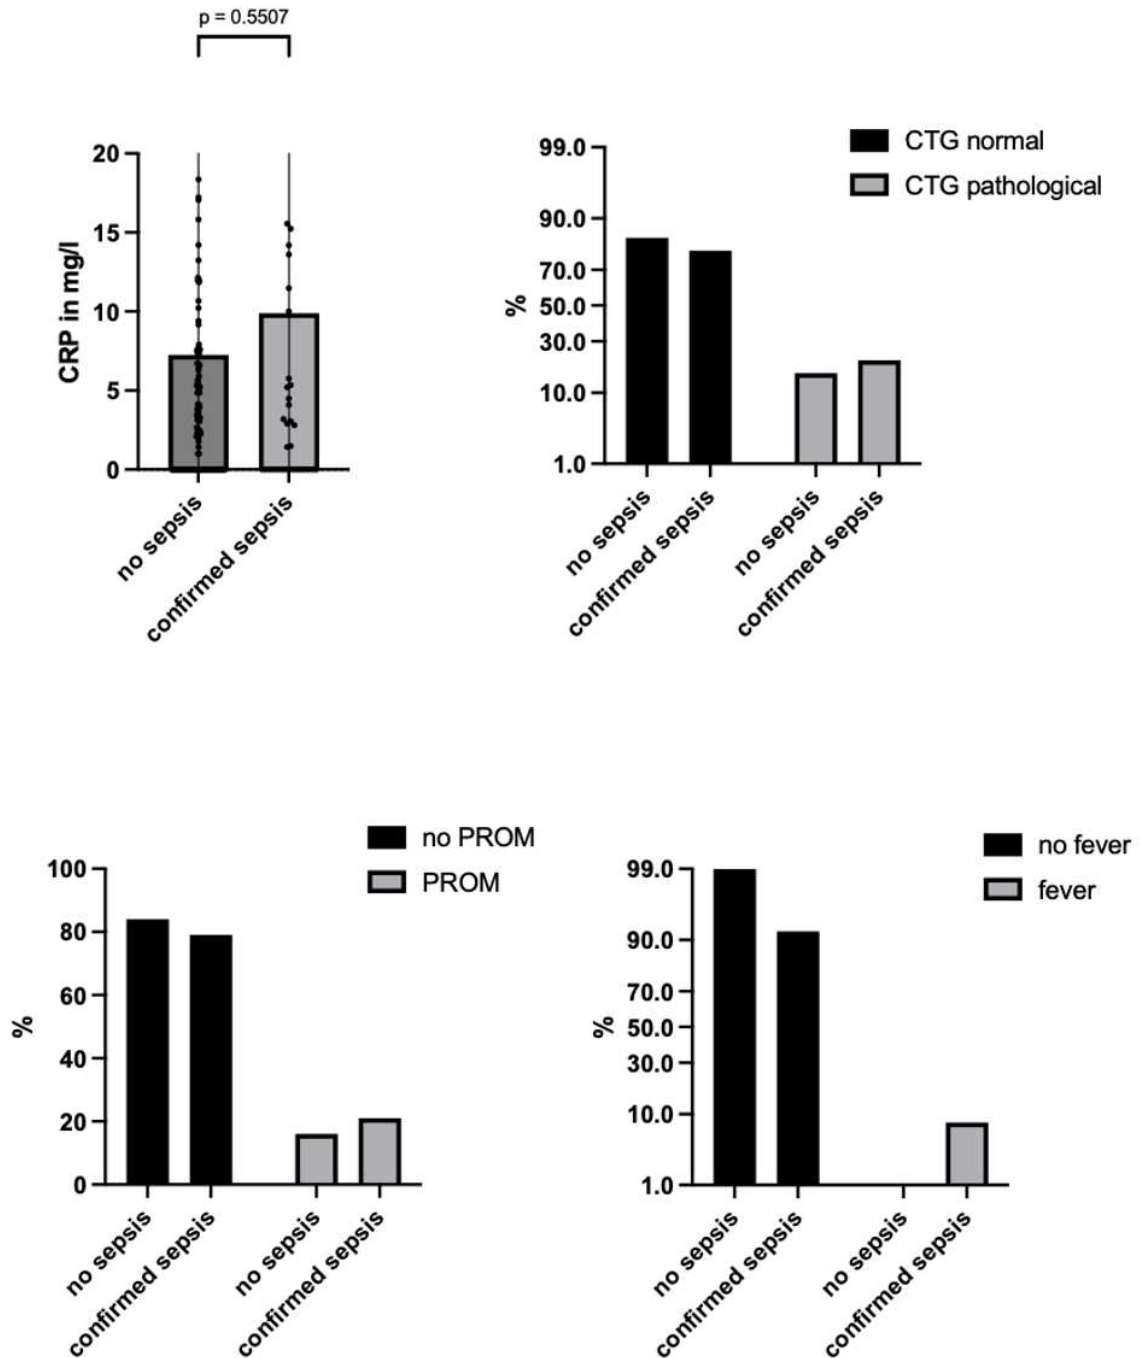 p = 0.5507
20
15
10
5
0
CRP in mg/l
no sepsis
confirmed sepsis
CTG normal
CTG pathological
99.0
90.0
70.0
50.0
30.0
10.0
1.0
%
no sepsis
confirmed sepsis
no sepsis
confirmed sepsis
no PROM
PROM
100
80
60
40
20
0
%
no sepsis
confirmed sepsis
no sepsis
confirmed sepsis
no fever
fever
99.0
90.0
70.0
50.0
30.0
10.0
1.0
%
no sepsis
confirmed sepsis
no sepsis
confirmed sepsis